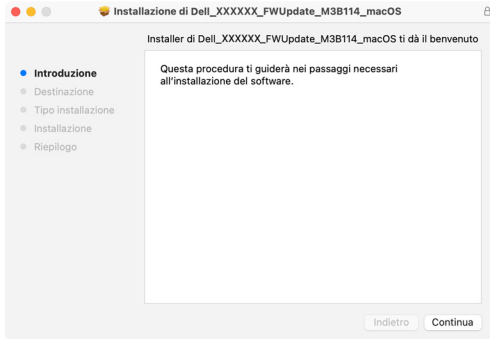 Installazione di Dell_XXXXXX_FWUpdate_M3B114_macOS
Installer di Dell_XXXXXX_FWUpdate_M3B114_macOS ti dà il benvenuto
Introduzione
Destinazione
Tipo installazione
Installazione
Riepilogo
Questa procedura ti guiderà nei passaggi necessari
all'installazione del software.
Indietro
Continua